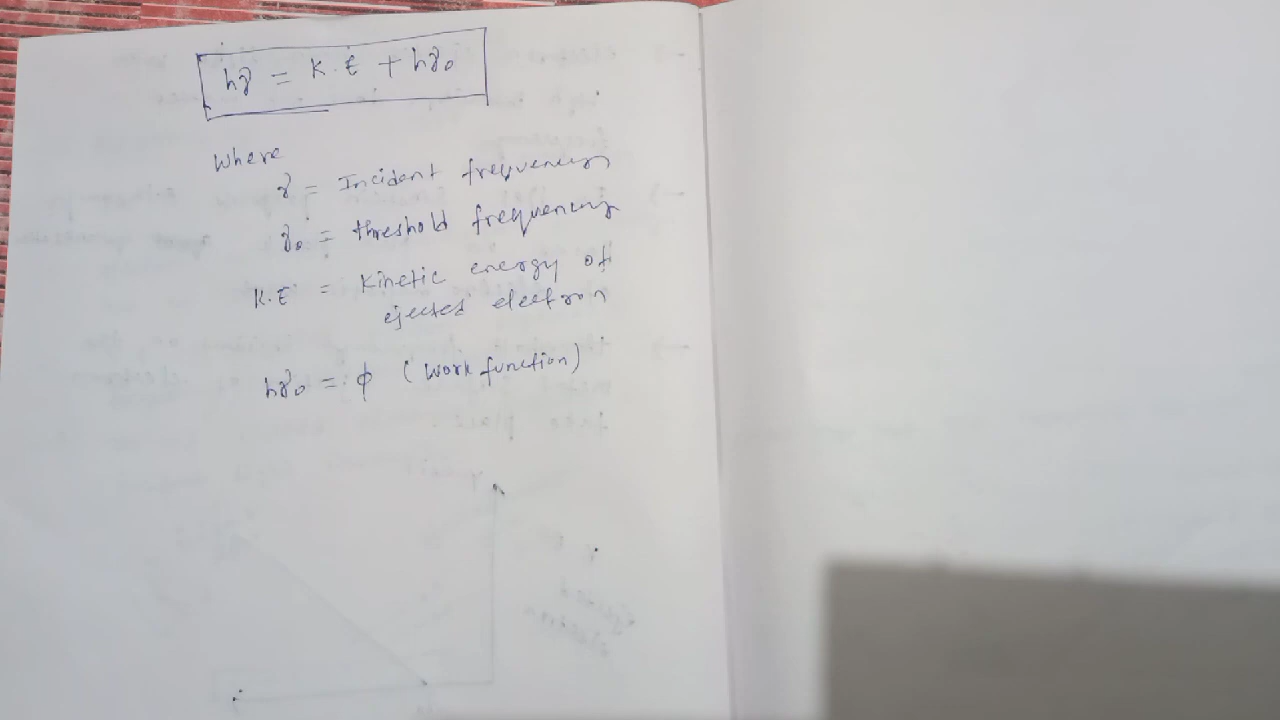 hν = K.E + hν₀
Where
ν = Incident frequency
ν₀ = threshold frequency
K.E = Kinetic energy of
ejected electron
hν₀ = φ (work function)